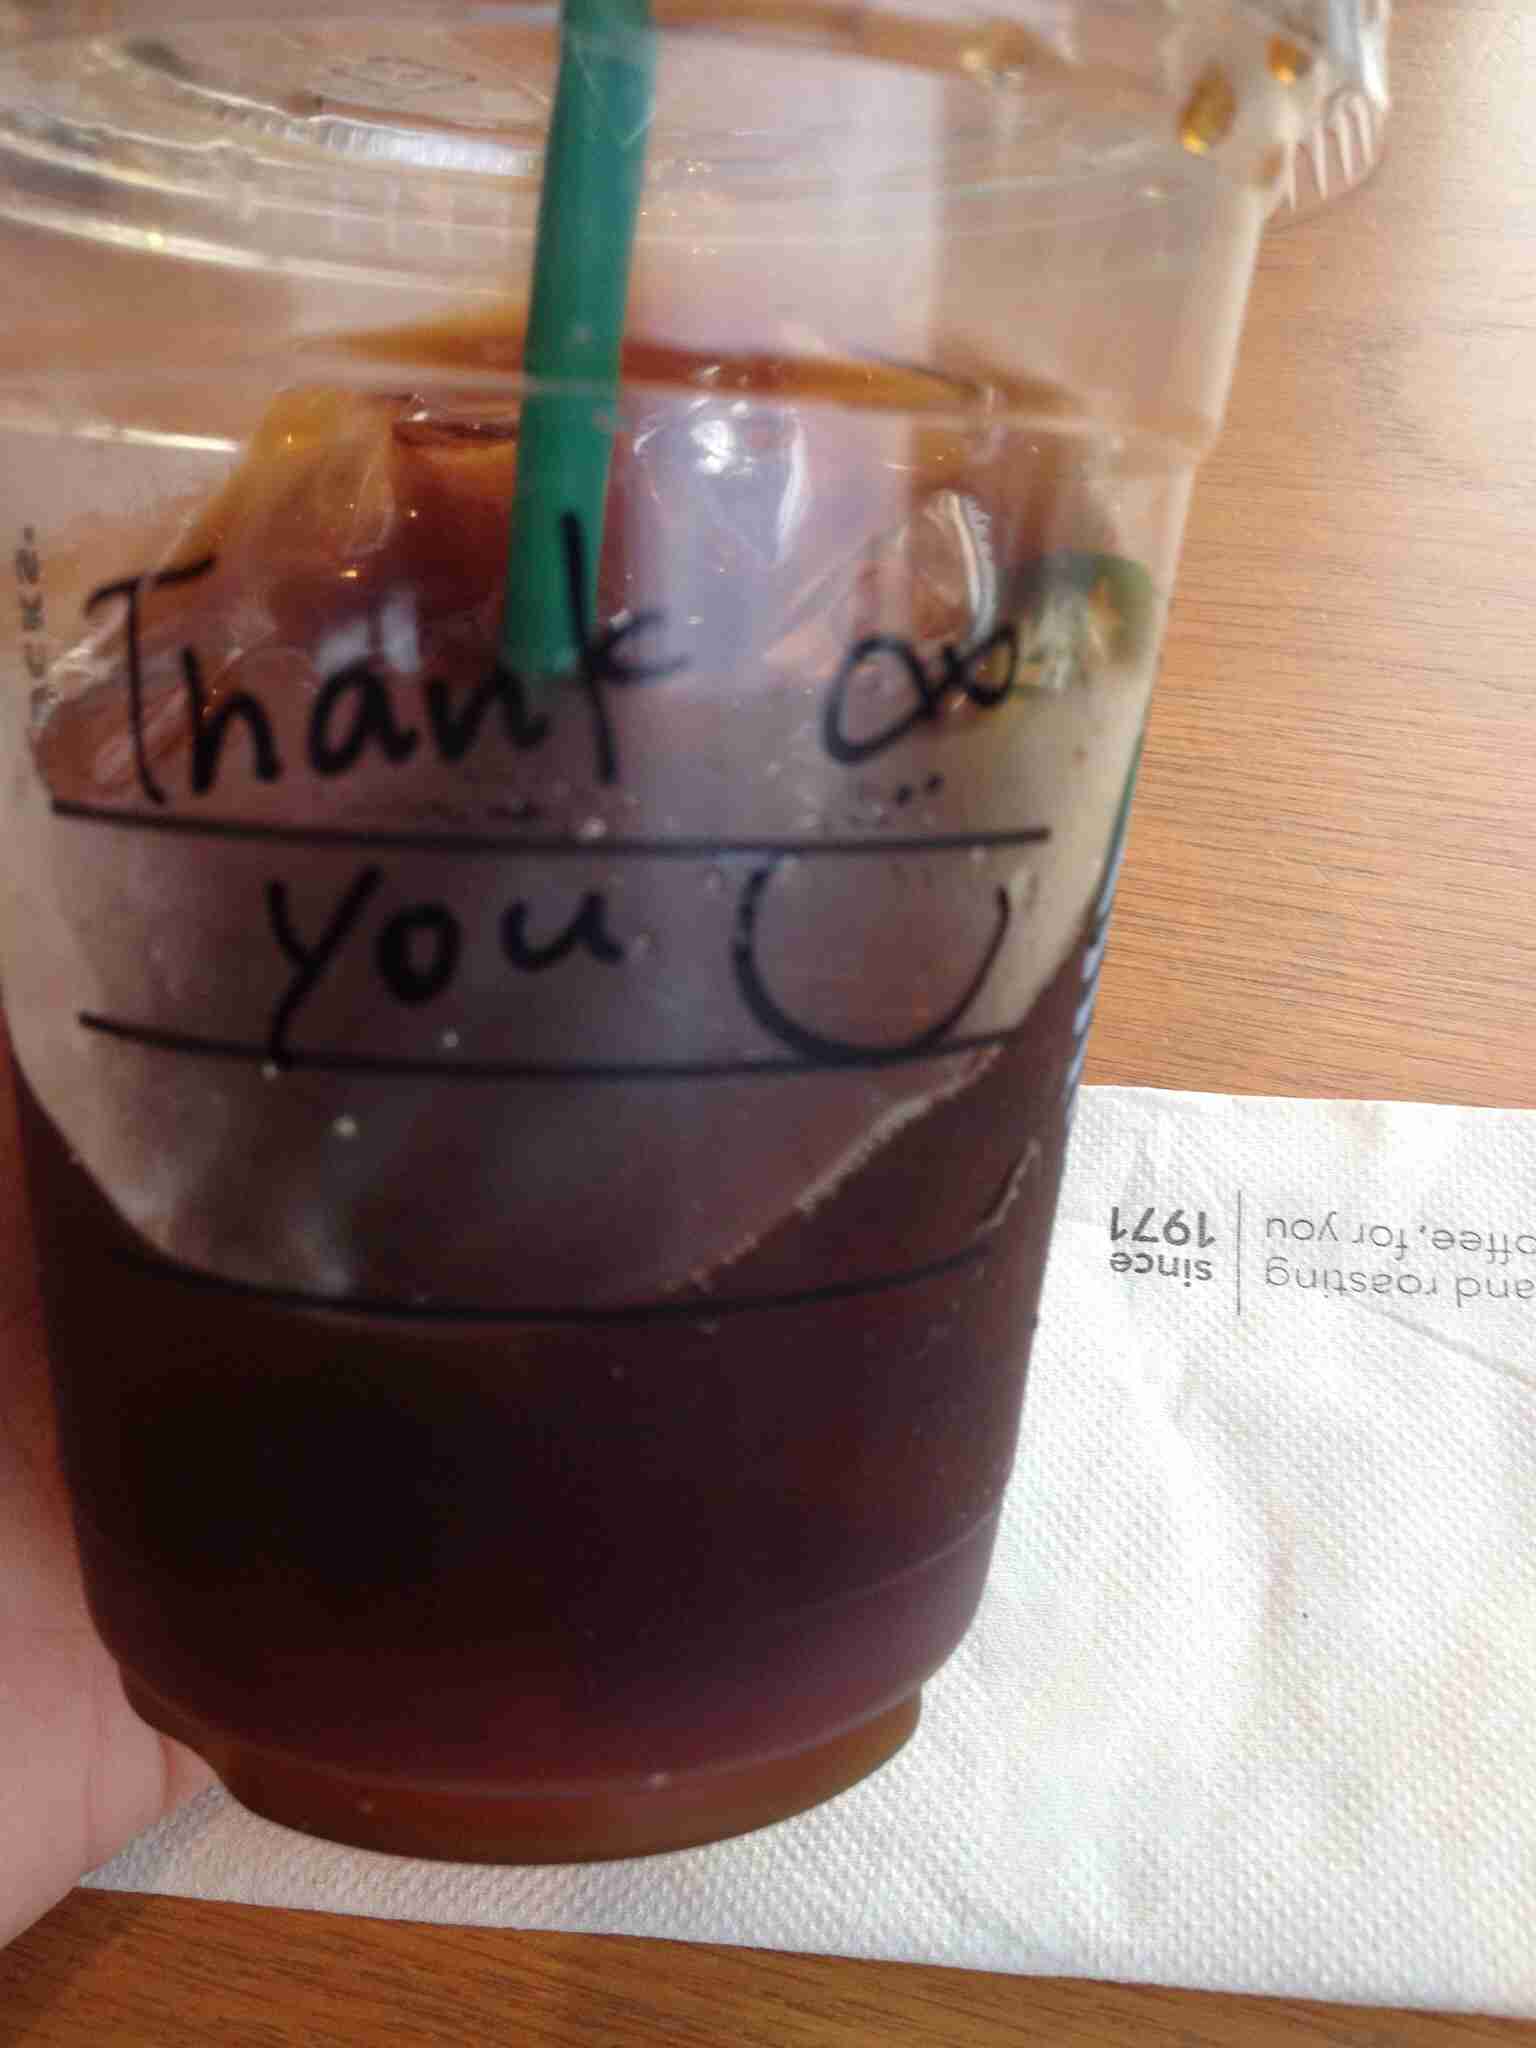 Thank
you
and roasting
offee, for you
since
1971